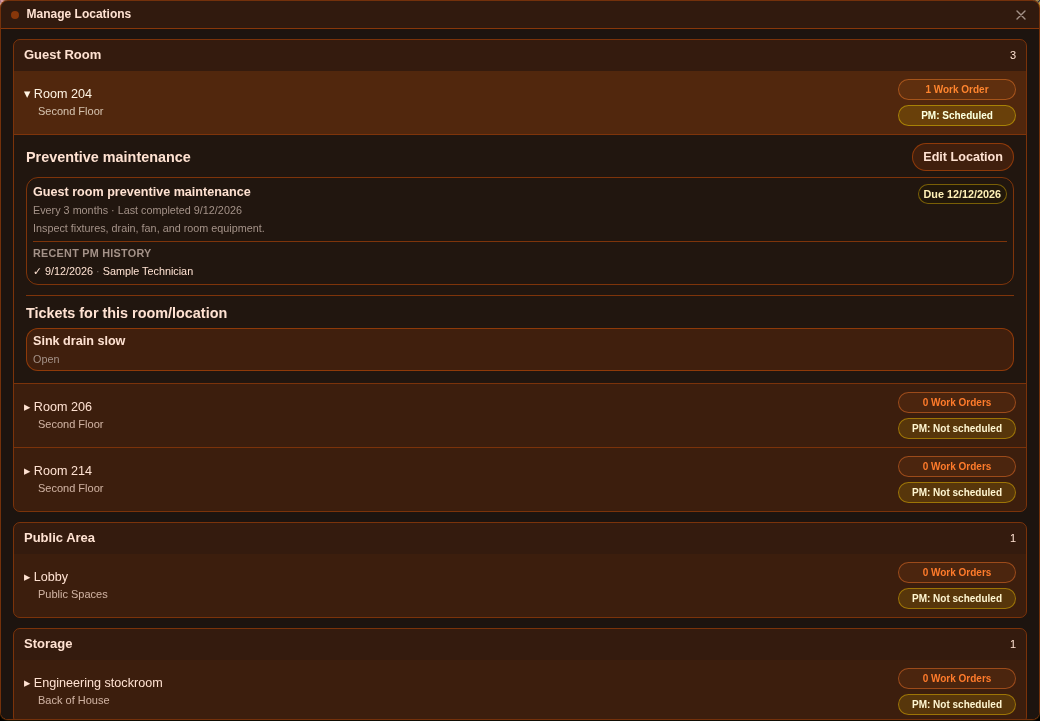 Manage Locations
Guest Room 3
▾ Room 204 1 Work Order
Second Floor PM: Scheduled
Preventive maintenance Edit Location
Guest room preventive maintenance Due 12/12/2026
Every 3 months · Last completed 9/12/2026
Inspect fixtures, drain, fan, and room equipment.
RECENT PM HISTORY
✓ 9/12/2026 · Sample Technician
Tickets for this room/location
Sink drain slow
Open
▸ Room 206 0 Work Orders
Second Floor PM: Not scheduled
▸ Room 214 0 Work Orders
Second Floor PM: Not scheduled
Public Area 1
▸ Lobby 0 Work Orders
Public Spaces PM: Not scheduled
Storage 1
▸ Engineering stockroom 0 Work Orders
Back of House PM: Not scheduled